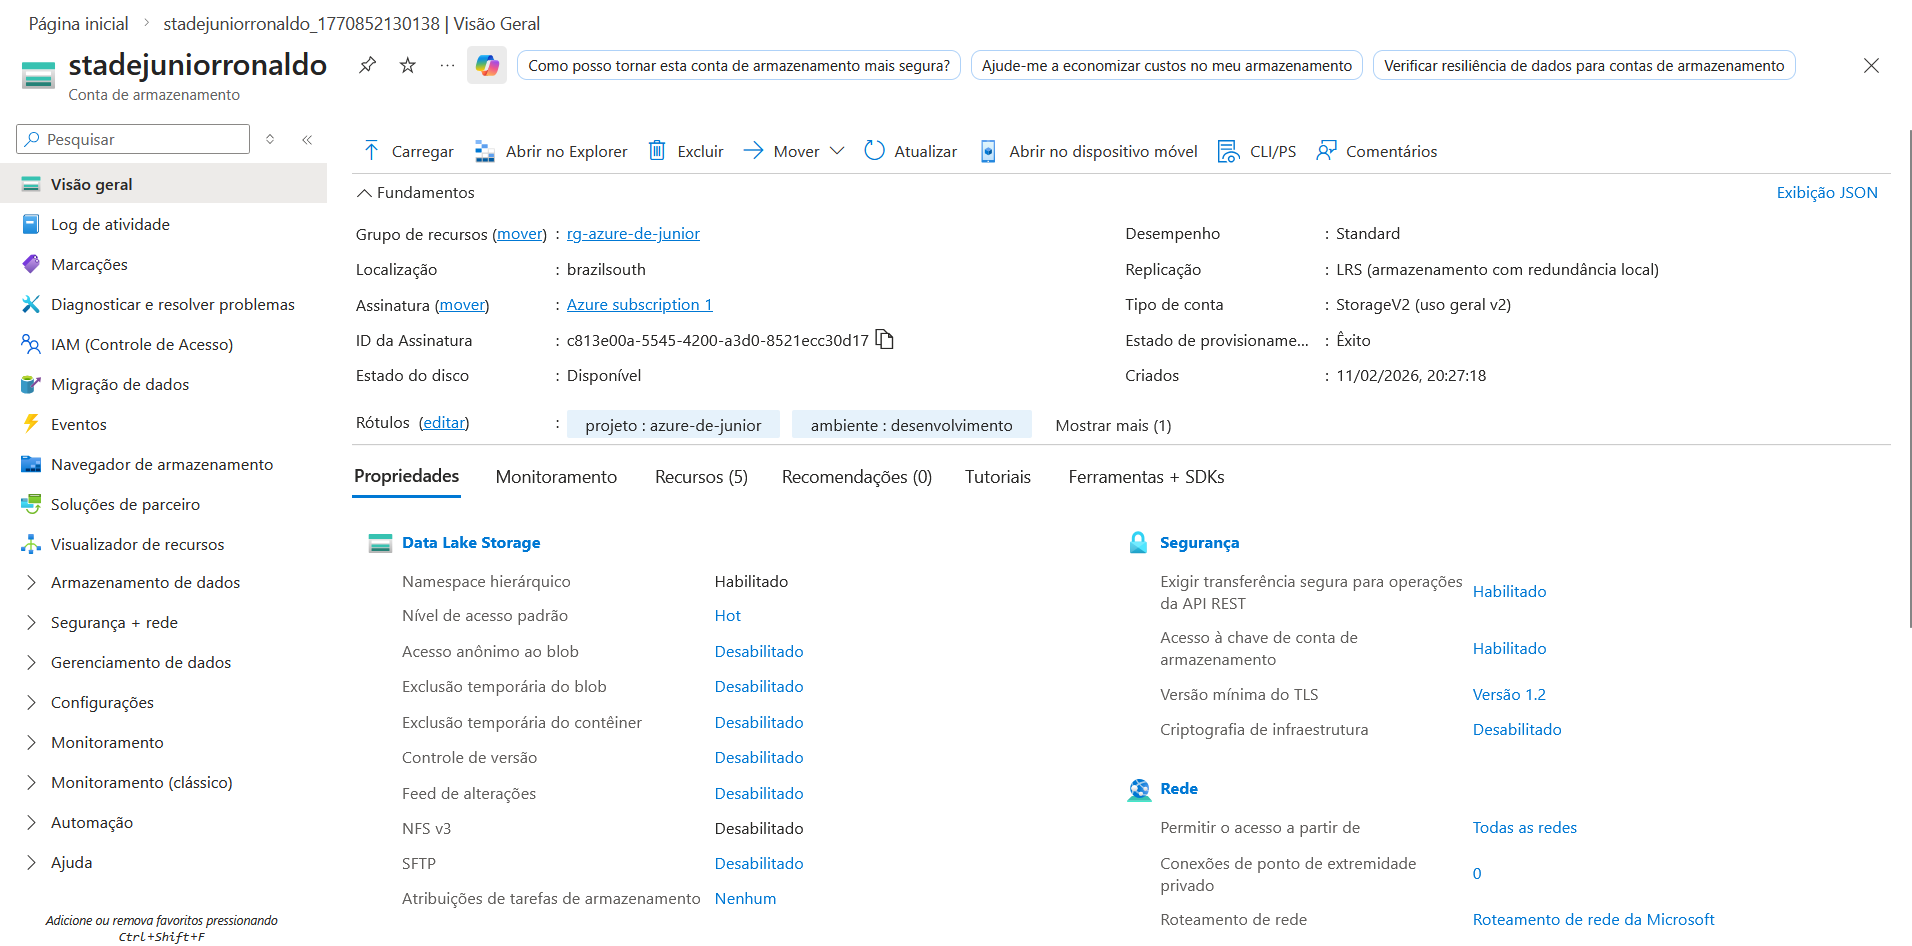 Página inicial > stadejuniorronaldo_1770852130138 | Visão Geral
stadejuniorronaldo
Conta de armazenamento
Como posso tornar esta conta de armazenamento mais segura?
Ajude-me a economizar custos no meu armazenamento
Verificar resiliência de dados para contas de armazenamento
Pesquisar
Visão geral
Log de atividade
Marcações
Diagnosticar e resolver problemas
IAM (Controle de Acesso)
Migração de dados
Eventos
Navegador de armazenamento
Soluções de parceiro
Visualizador de recursos
Armazenamento de dados
Segurança + rede
Gerenciamento de dados
Configurações
Monitoramento
Monitoramento (clássico)
Automação
Ajuda
Adicione ou remova favoritos pressionando
Ctrl+Shift+F
Carregar Abrir no Explorer Excluir Mover Atualizar Abrir no dispositivo móvel CLI/PS Comentários
Fundamentos
Exibição JSON
Grupo de recursos (mover) : rg-azure-de-junior
Localização : brazilsouth
Assinatura (mover) : Azure subscription 1
ID da Assinatura : c813e00a-5545-4200-a3d0-8521ecc30d17
Estado do disco : Disponível
Desempenho : Standard
Replicação : LRS (armazenamento com redundância local)
Tipo de conta : StorageV2 (uso geral v2)
Estado de provisioname... : Êxito
Criados : 11/02/2026, 20:27:18
Rótulos (editar) : projeto : azure-de-junior ambiente : desenvolvimento Mostrar mais (1)
Propriedades Monitoramento Recursos (5) Recomendações (0) Tutoriais Ferramentas + SDKs
Data Lake Storage
Namespace hierárquico Habilitado
Nível de acesso padrão Hot
Acesso anônimo ao blob Desabilitado
Exclusão temporária do blob Desabilitado
Exclusão temporária do contêiner Desabilitado
Controle de versão Desabilitado
Feed de alterações Desabilitado
NFS v3 Desabilitado
SFTP Desabilitado
Atribuições de tarefas de armazenamento Nenhum
Segurança
Exigir transferência segura para operações
da API REST Habilitado
Acesso à chave de conta de
armazenamento Habilitado
Versão mínima do TLS Versão 1.2
Criptografia de infraestrutura Desabilitado
Rede
Permitir o acesso a partir de Todas as redes
Conexões de ponto de extremidade
privado 0
Roteamento de rede Roteamento de rede da Microsoft